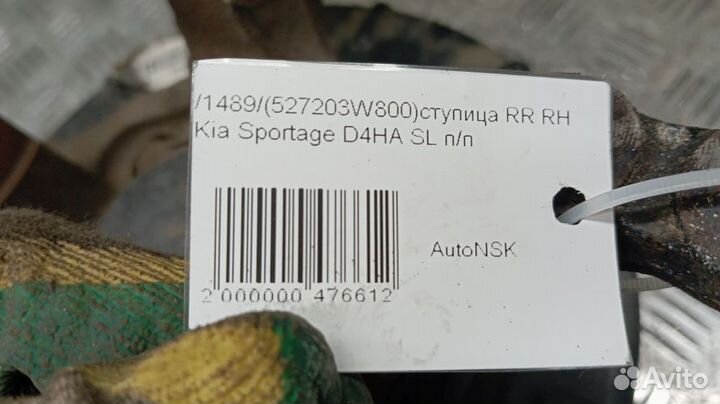 /1489/(527203W800)ступица RR RH
Kia Sportage D4HA SL п/п
AutoNSK
2 000000 476612
Avito